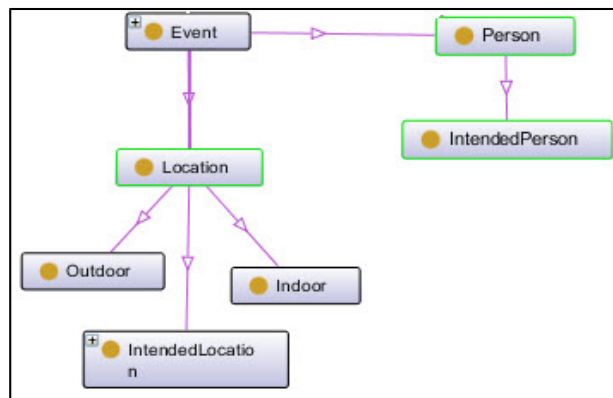 Event
Person
IntendedPerson
Location
Outdoor
Indoor
IntendedLocatio
n